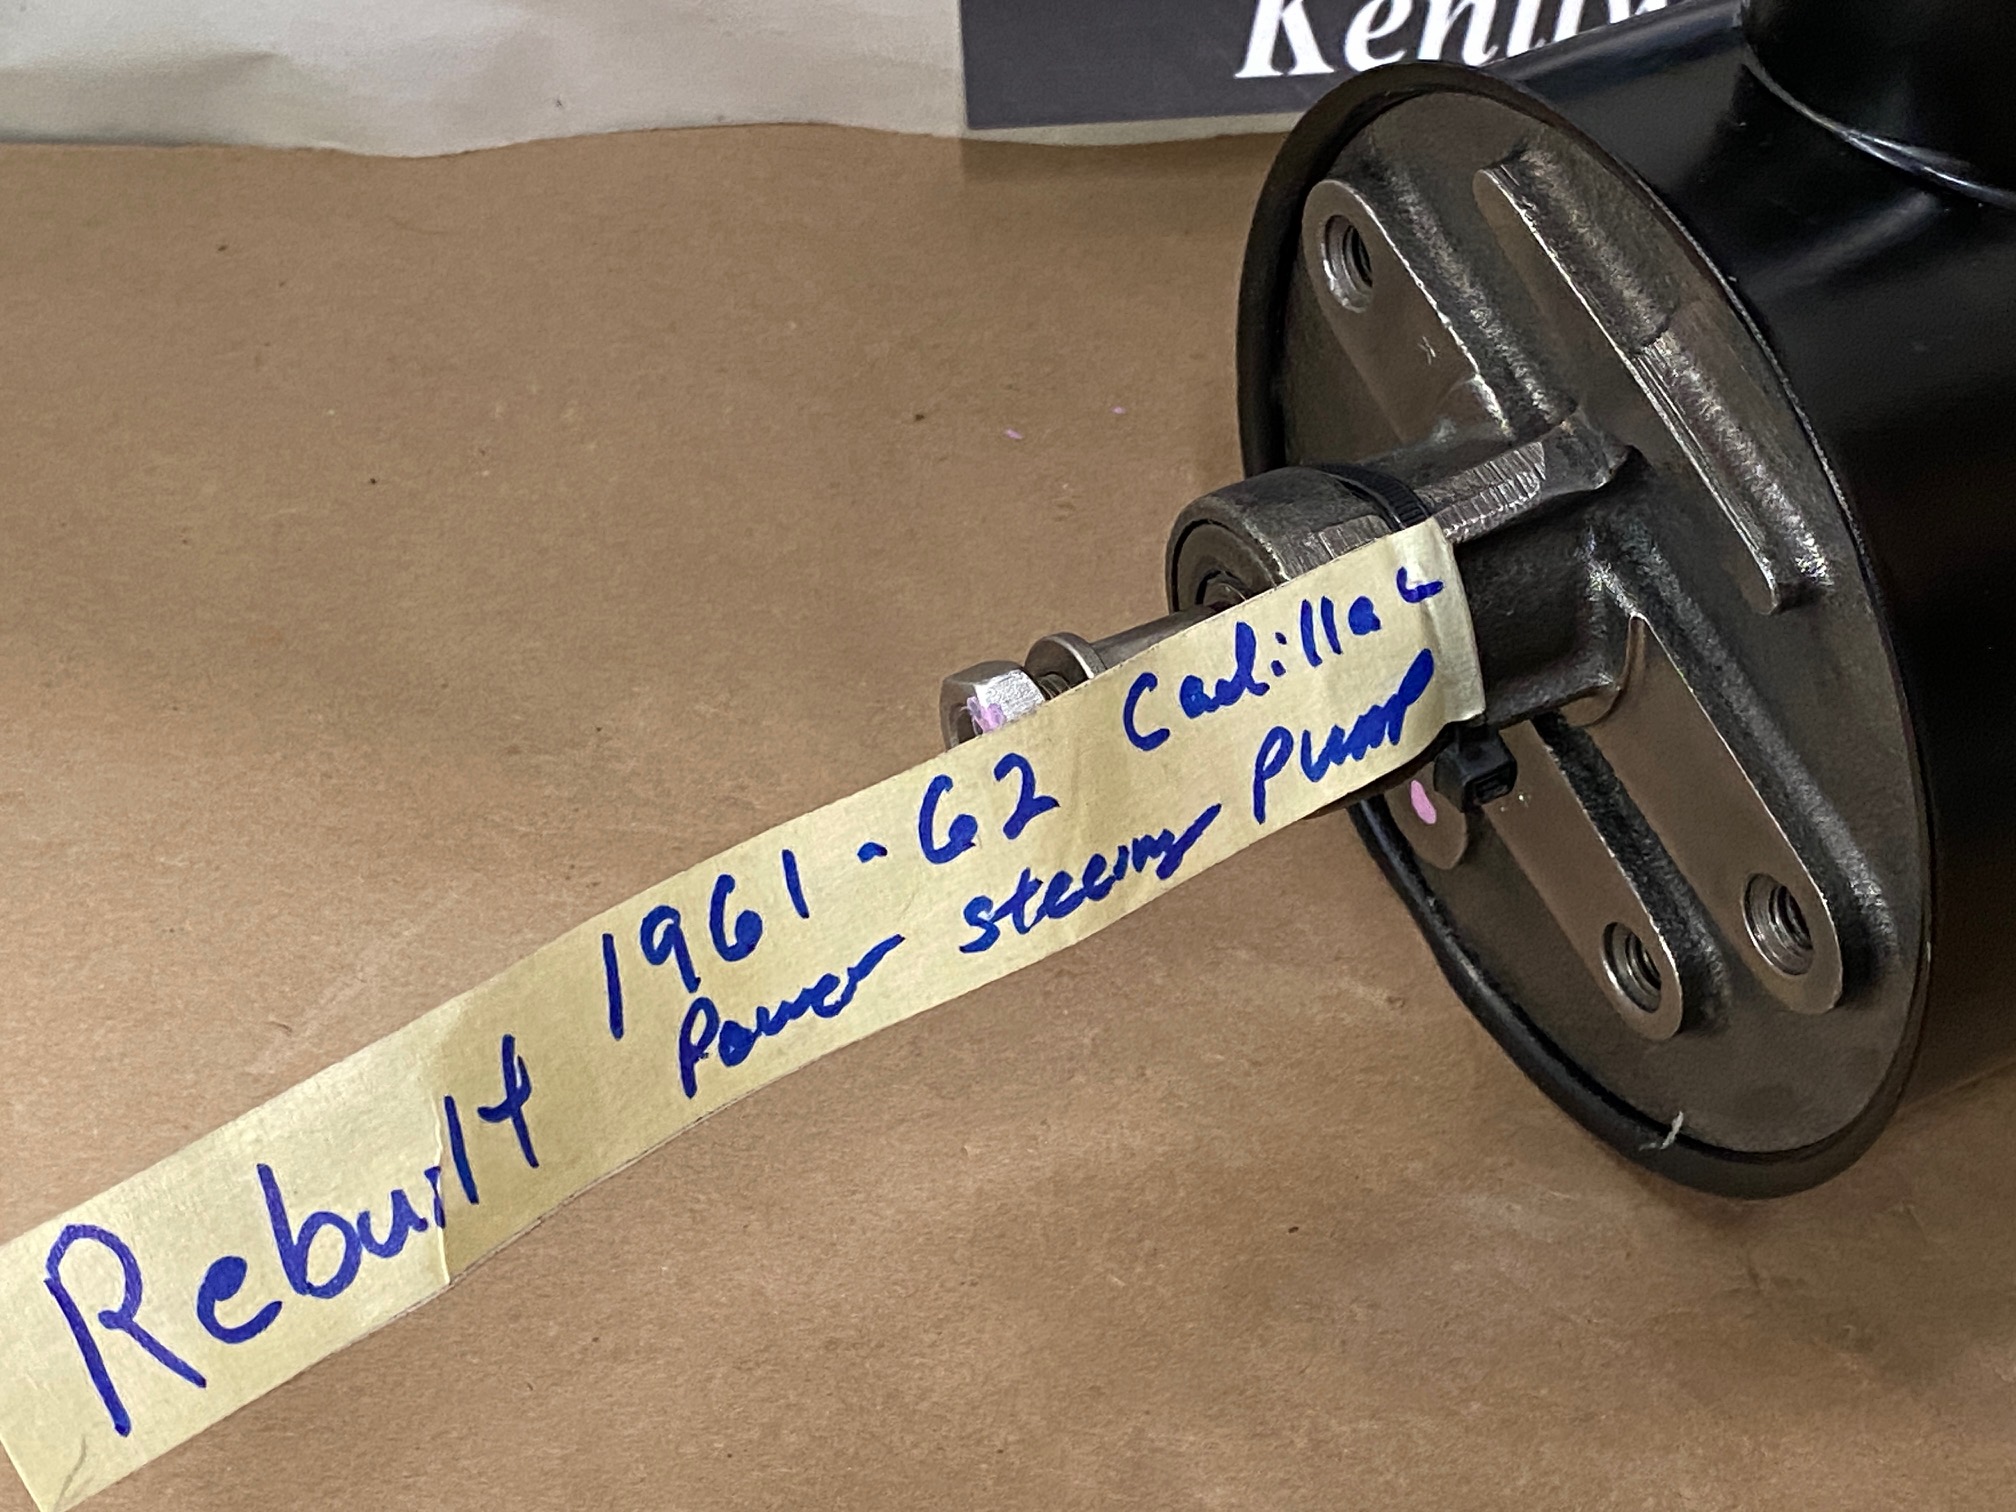 Rebuilt 1961-62 Cadillac
Power steering Pump